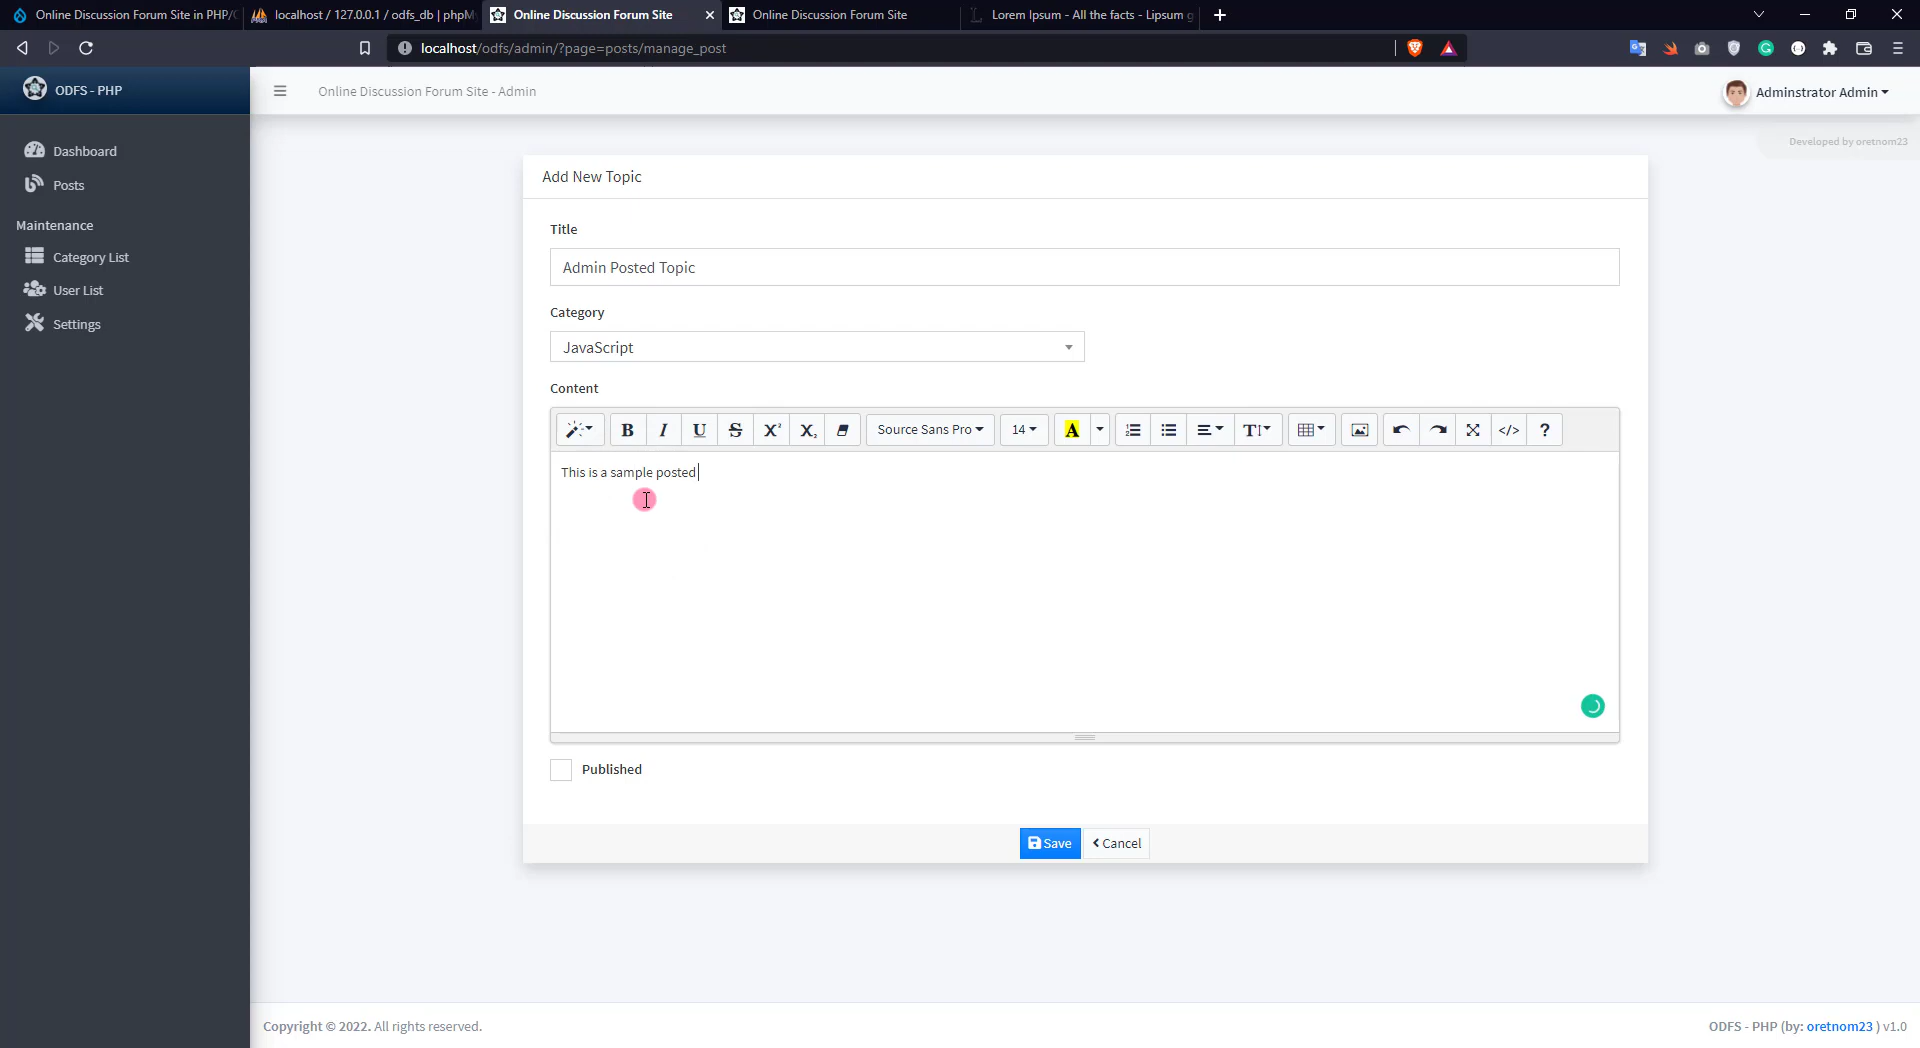 Online Discussion Forum Site in PHP/
localhost / 127.0.0.1 / odfs_db | phpM
Online Discussion Forum Site
Online Discussion Forum Site
Lorem Ipsum - All the facts - Lipsum g
localhost/odfs/admin/?page=posts/manage_post
ODFS - PHP
Online Discussion Forum Site - Admin
Adminstrator Admin
Developed by oretnom23
Dashboard
Posts
Maintenance
Category List
User List
Settings
Add New Topic
Title
Admin Posted Topic
Category
JavaScript
Content
B I U S X² X₂ Source Sans Pro 14 A T </> ?
This is a sample posted
Published
Save
Cancel
Copyright © 2022. All rights reserved.
ODFS - PHP (by: oretnom23 ) v1.0